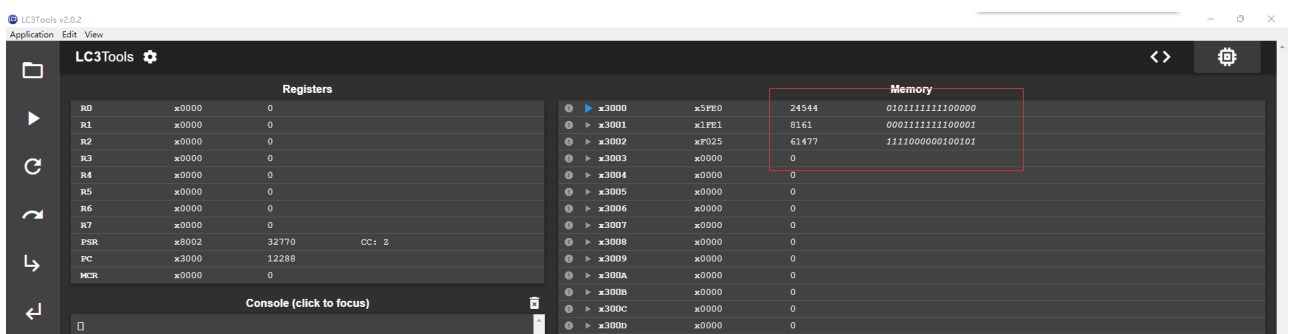 LC3Tools v2.0.2
Application Edit View
LC3Tools
Registers
R0 x0000 0
R1 x0000 0
R2 x0000 0
R3 x0000 0
R4 x0000 0
R5 x0000 0
R6 x0000 0
R7 x0000 0
PSR x8002 32770 CC: Z
PC x3000 12288
MCR x0000 0
Console (click to focus)
Memory
x3000 x5FE0 24544 0101111111100000
x3001 x1FE1 8161 0001111111100001
x3002 xF025 61477 1111000000100101
x3003 x0000 0
x3004 x0000 0
x3005 x0000 0
x3006 x0000 0
x3007 x0000 0
x3008 x0000 0
x3009 x0000 0
x300A x0000 0
x300B x0000 0
x300C x0000 0
x300D x0000 0